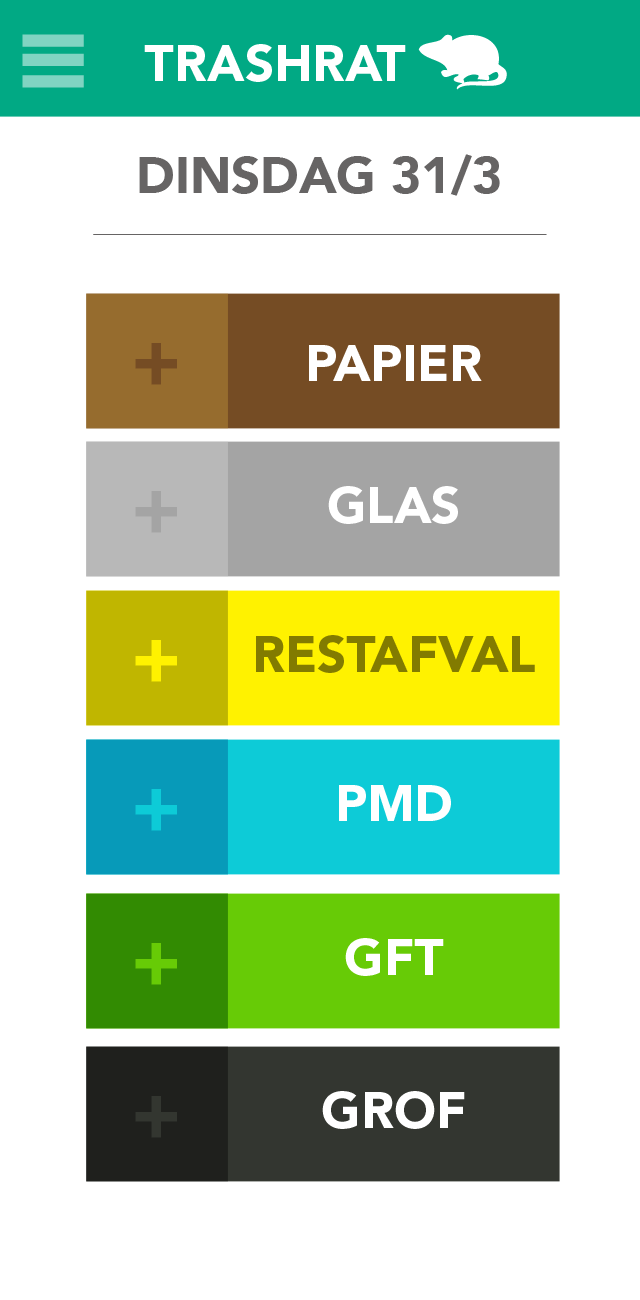 TRASHRAT
DINSDAG 31/3
+ PAPIER
+ GLAS
+ RESTAFVAL
+ PMD
+ GFT
+ GROF